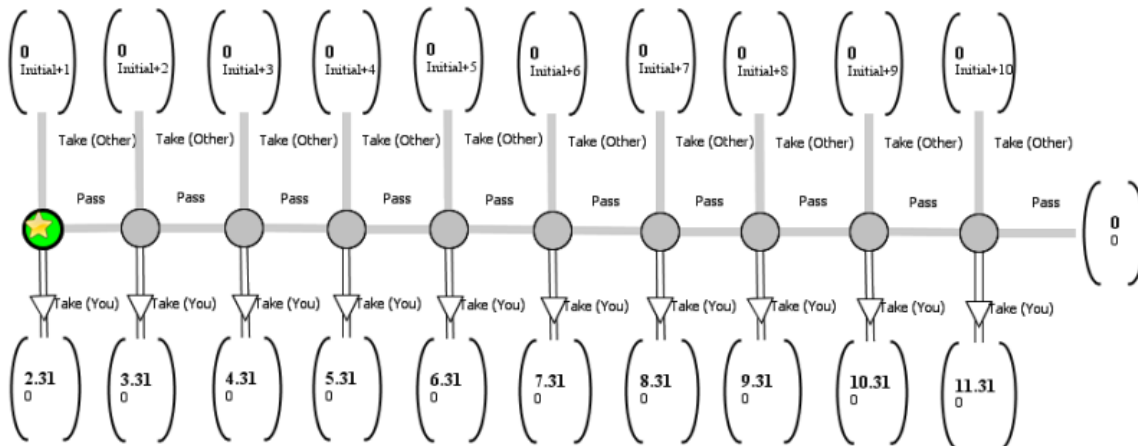 0 0 0 0 0 0 0 0 0 0
Initial+1 Initial+2 Initial+3 Initial+4 Initial+5 Initial+6 Initial+7 Initial+8 Initial+9 Initial+10
Take (Other) Take (Other) Take (Other) Take (Other) Take (Other) Take (Other) Take (Other) Take (Other) Take (Other) Take (Other)
Pass Pass Pass Pass Pass Pass Pass Pass Pass Pass
0
0
Take (You) Take (You) Take (You) Take (You) Take (You) Take (You) Take (You) Take (You) Take (You) Take (You)
2.31 3.31 4.31 5.31 6.31 7.31 8.31 9.31 10.31 11.31
0 0 0 0 0 0 0 0 0 0